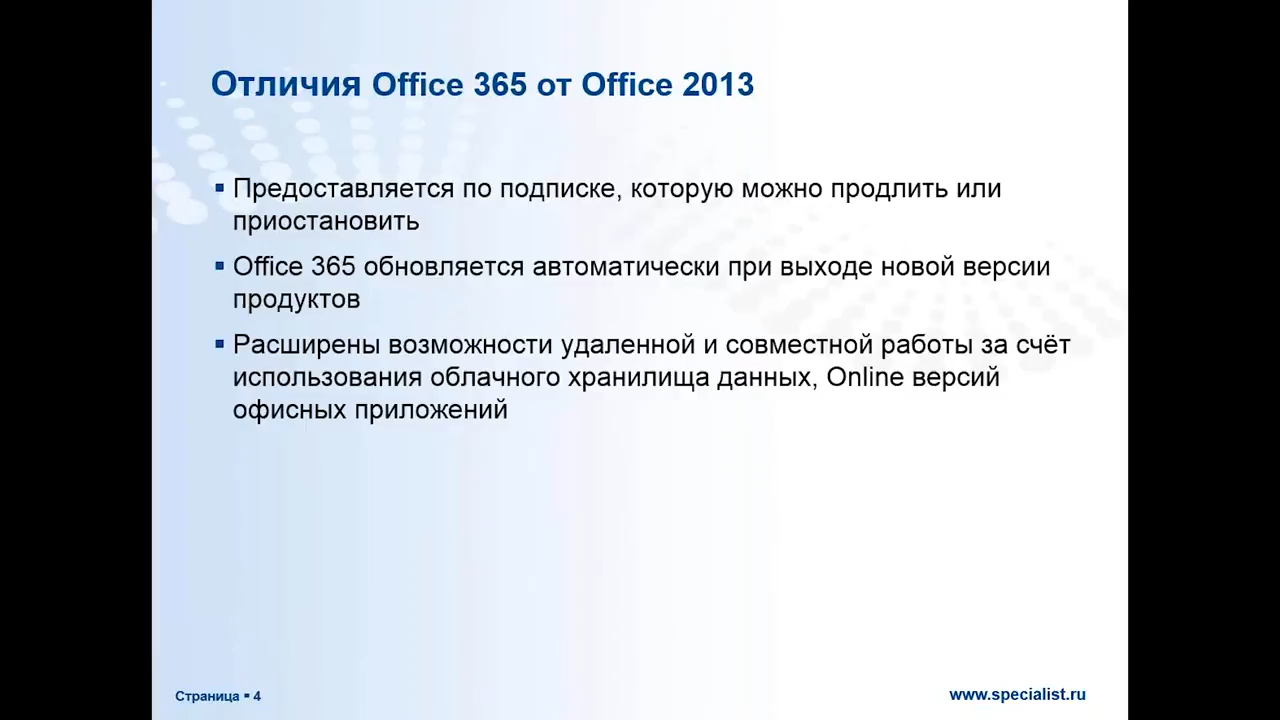 Отличия Office 365 от Office 2013
▪ Предоставляется по подписке, которую можно продлить или
приостановить
▪ Office 365 обновляется автоматически при выходе новой версии
продуктов
▪ Расширены возможности удаленной и совместной работы за счёт
использования облачного хранилища данных, Online версий
офисных приложений
Страница ▪ 4
www.specialist.ru